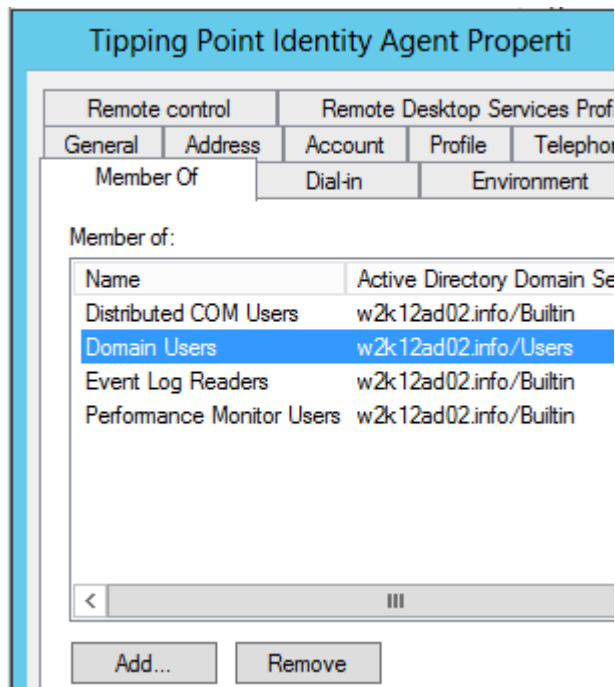 Tipping Point Identity Agent Properti
Remote control Remote Desktop Services Prof
General Address Account Profile Telephon
Member Of Dial-in Environment
Member of:
Name Active Directory Domain Se
Distributed COM Users w2k12ad02.info/Builtin
Domain Users w2k12ad02.info/Users
Event Log Readers w2k12ad02.info/Builtin
Performance Monitor Users w2k12ad02.info/Builtin
Add... Remove